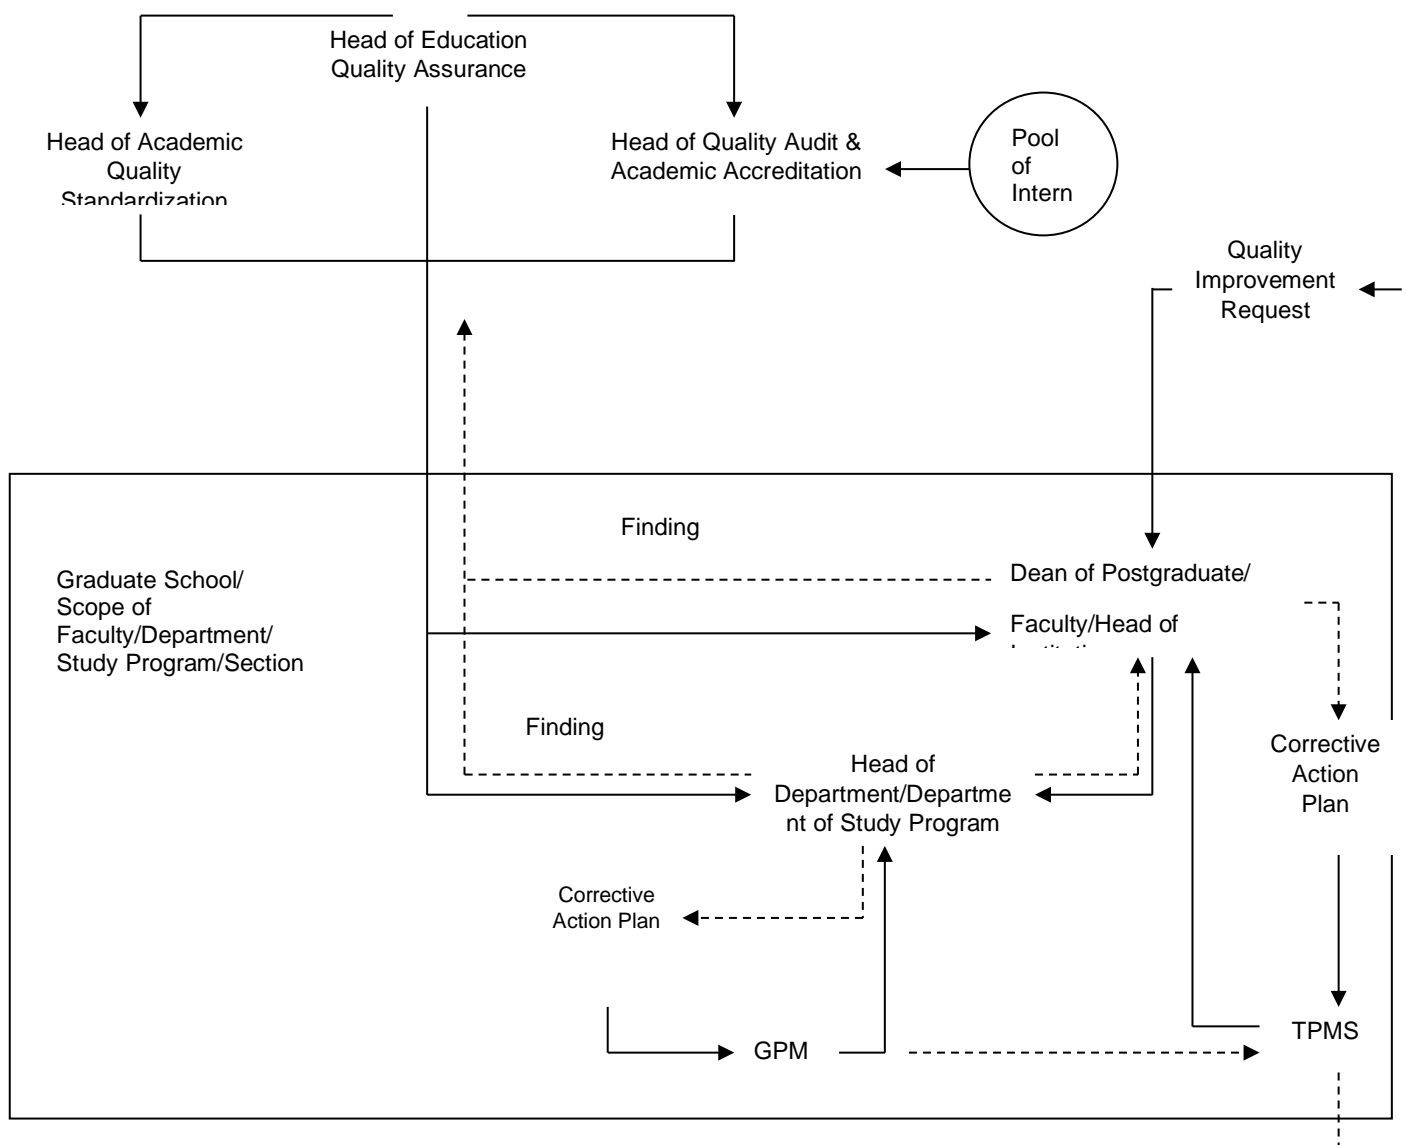 Head of Education
Quality Assurance
Head of Academic
Quality
Standardization
Head of Quality Audit &
Academic Accreditation
Pool
of
Intern
Quality
Improvement
Request
Finding
Graduate School/
Scope of
Faculty/Department/
Study Program/Section
Dean of Postgraduate/
Faculty/Head of
Finding
Corrective
Action
Plan
Head of
Department/Departme
nt of Study Program
Corrective
Action Plan
GPM
TPMS